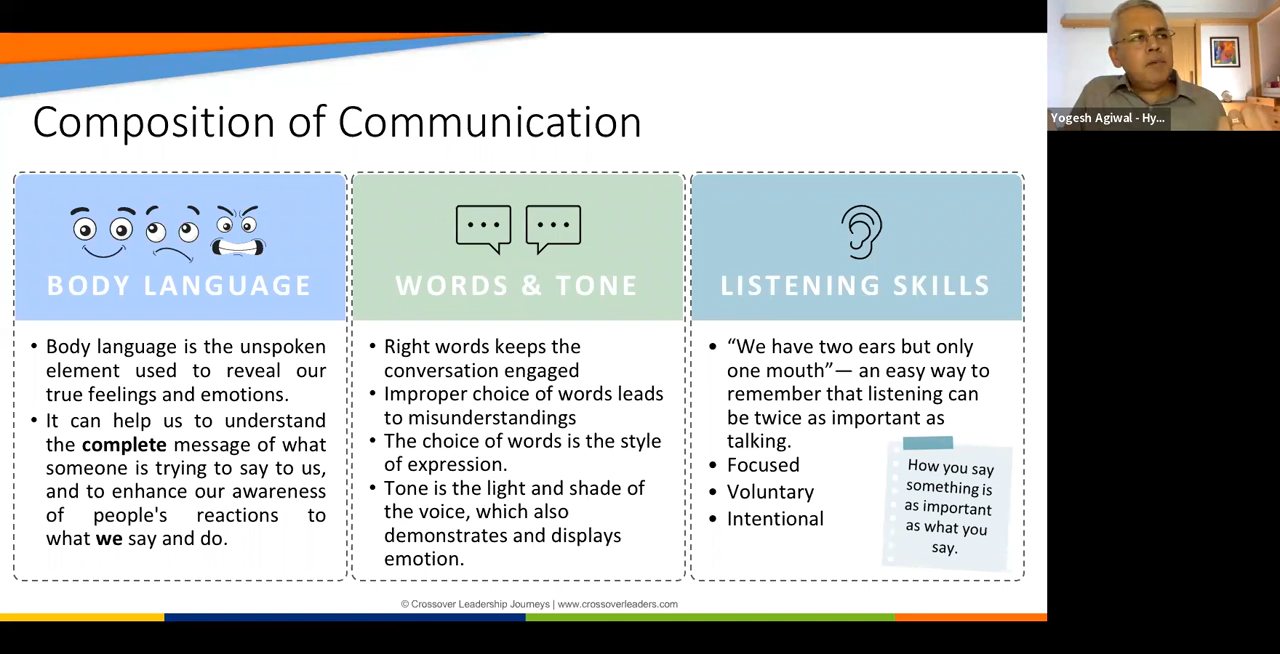 Composition of Communication
BODY LANGUAGE
• Body language is the unspoken
element used to reveal our
true feelings and emotions.
• It can help us to understand
the complete message of what
someone is trying to say to us,
and to enhance our awareness
of people's reactions to
what we say and do.
WORDS & TONE
• Right words keeps the
conversation engaged
• Improper choice of words leads
to misunderstandings
• The choice of words is the style
of expression.
• Tone is the light and shade of
the voice, which also
demonstrates and displays
emotion.
LISTENING SKILLS
• “We have two ears but only
one mouth”— an easy way to
remember that listening can
be twice as important as
talking.
• Focused
• Voluntary
• Intentional
How you say
something is
as important
as what you
say.
© Crossover Leadership Journeys | www.crossoverleaders.com
Yogesh Agiwal - Hy...